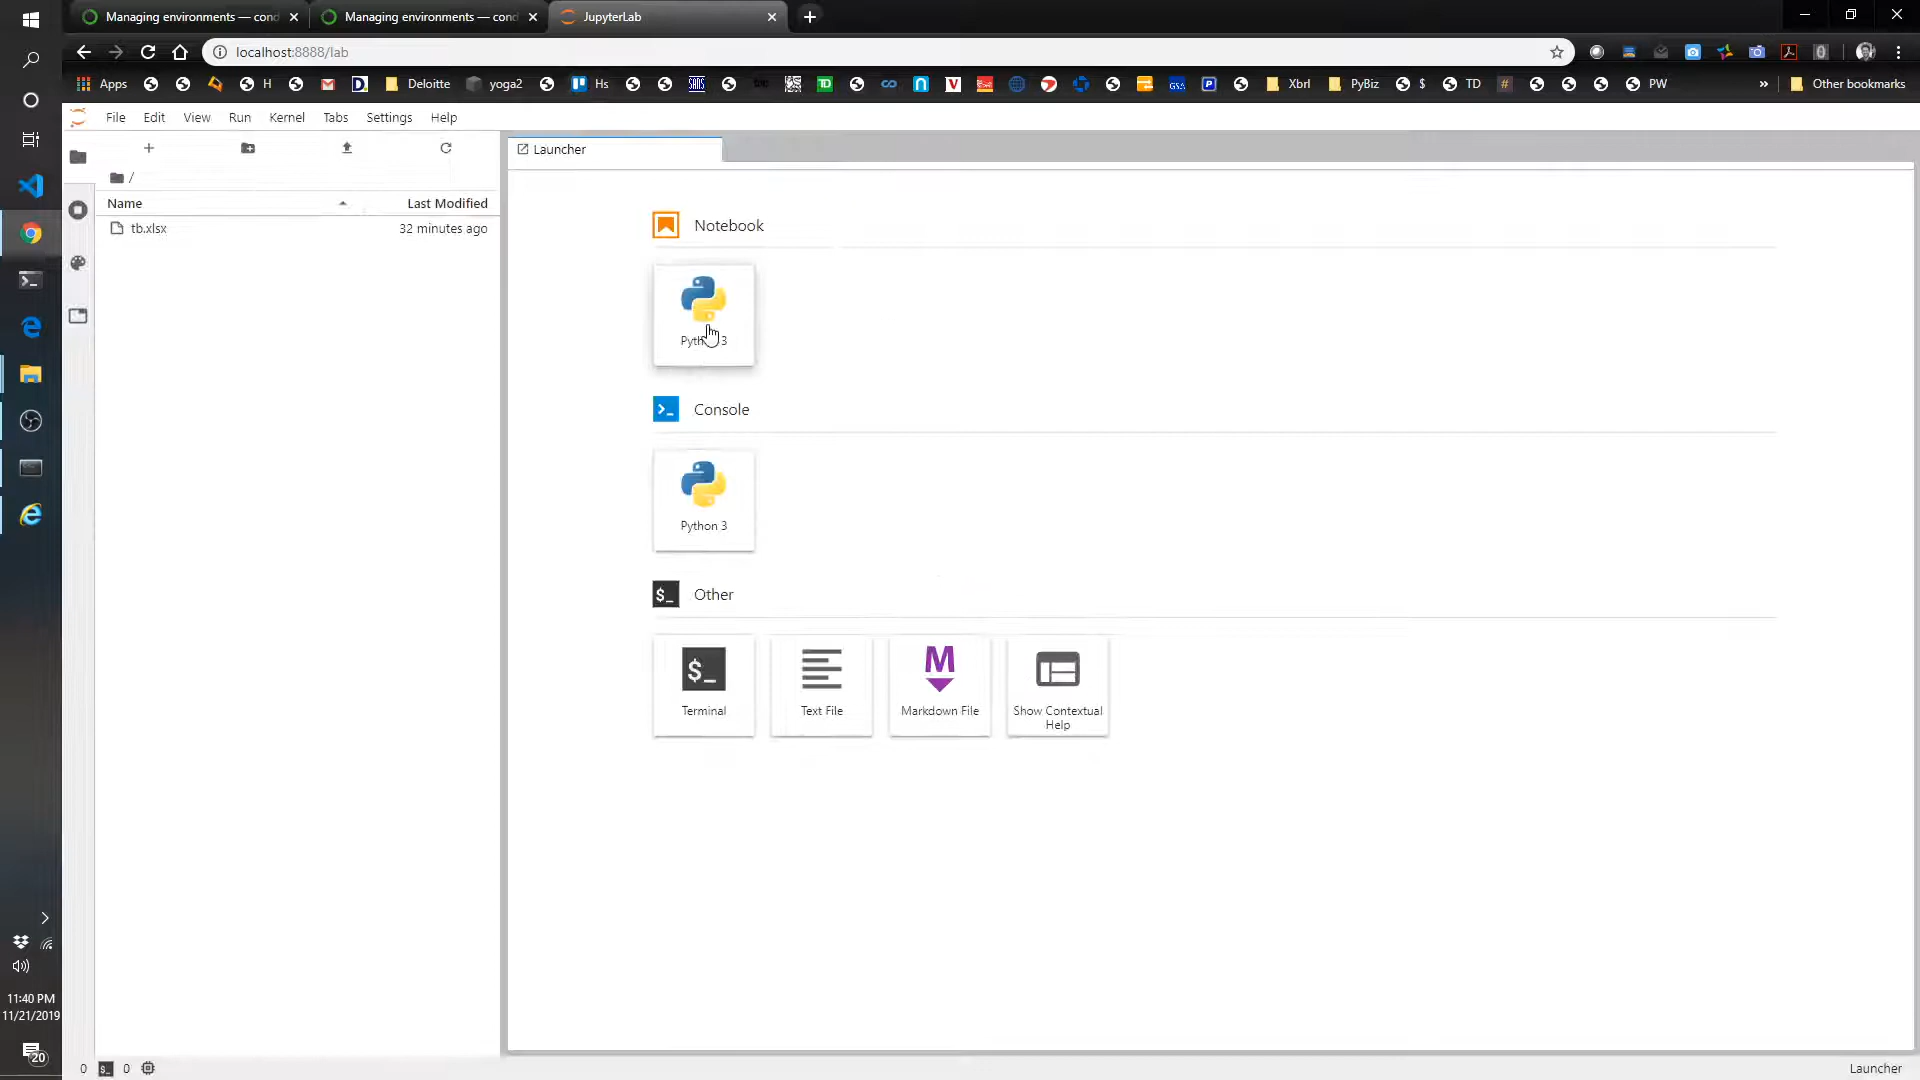 Managing environments — cond
Managing environments — cond
JupyterLab
localhost:8888/lab
Apps
H
Deloitte
yoga2
Hs
SANS
TD
GSA
Xbrl
PyBiz
$
TD
#
PW
»
Other bookmarks
File
Edit
View
Run
Kernel
Tabs
Settings
Help
/
Name
Last Modified
tb.xlsx
32 minutes ago
Launcher
Notebook
Python 3
Console
Python 3
Other
$_
$_
Terminal
Text File
M
Markdown File
Show Contextual
Help
11:40 PM
11/21/2019
20
0
$_
0
Launcher